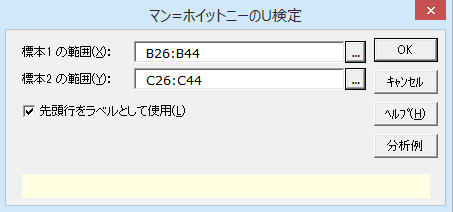 マン=ホイットニーのU検定
標本1の範囲(X): B26:B44 ... OK
標本2の範囲(Y): C26:C44 ... キャンセル
先頭行をラベルとして使用(L) ヘルプ(H)
分析例